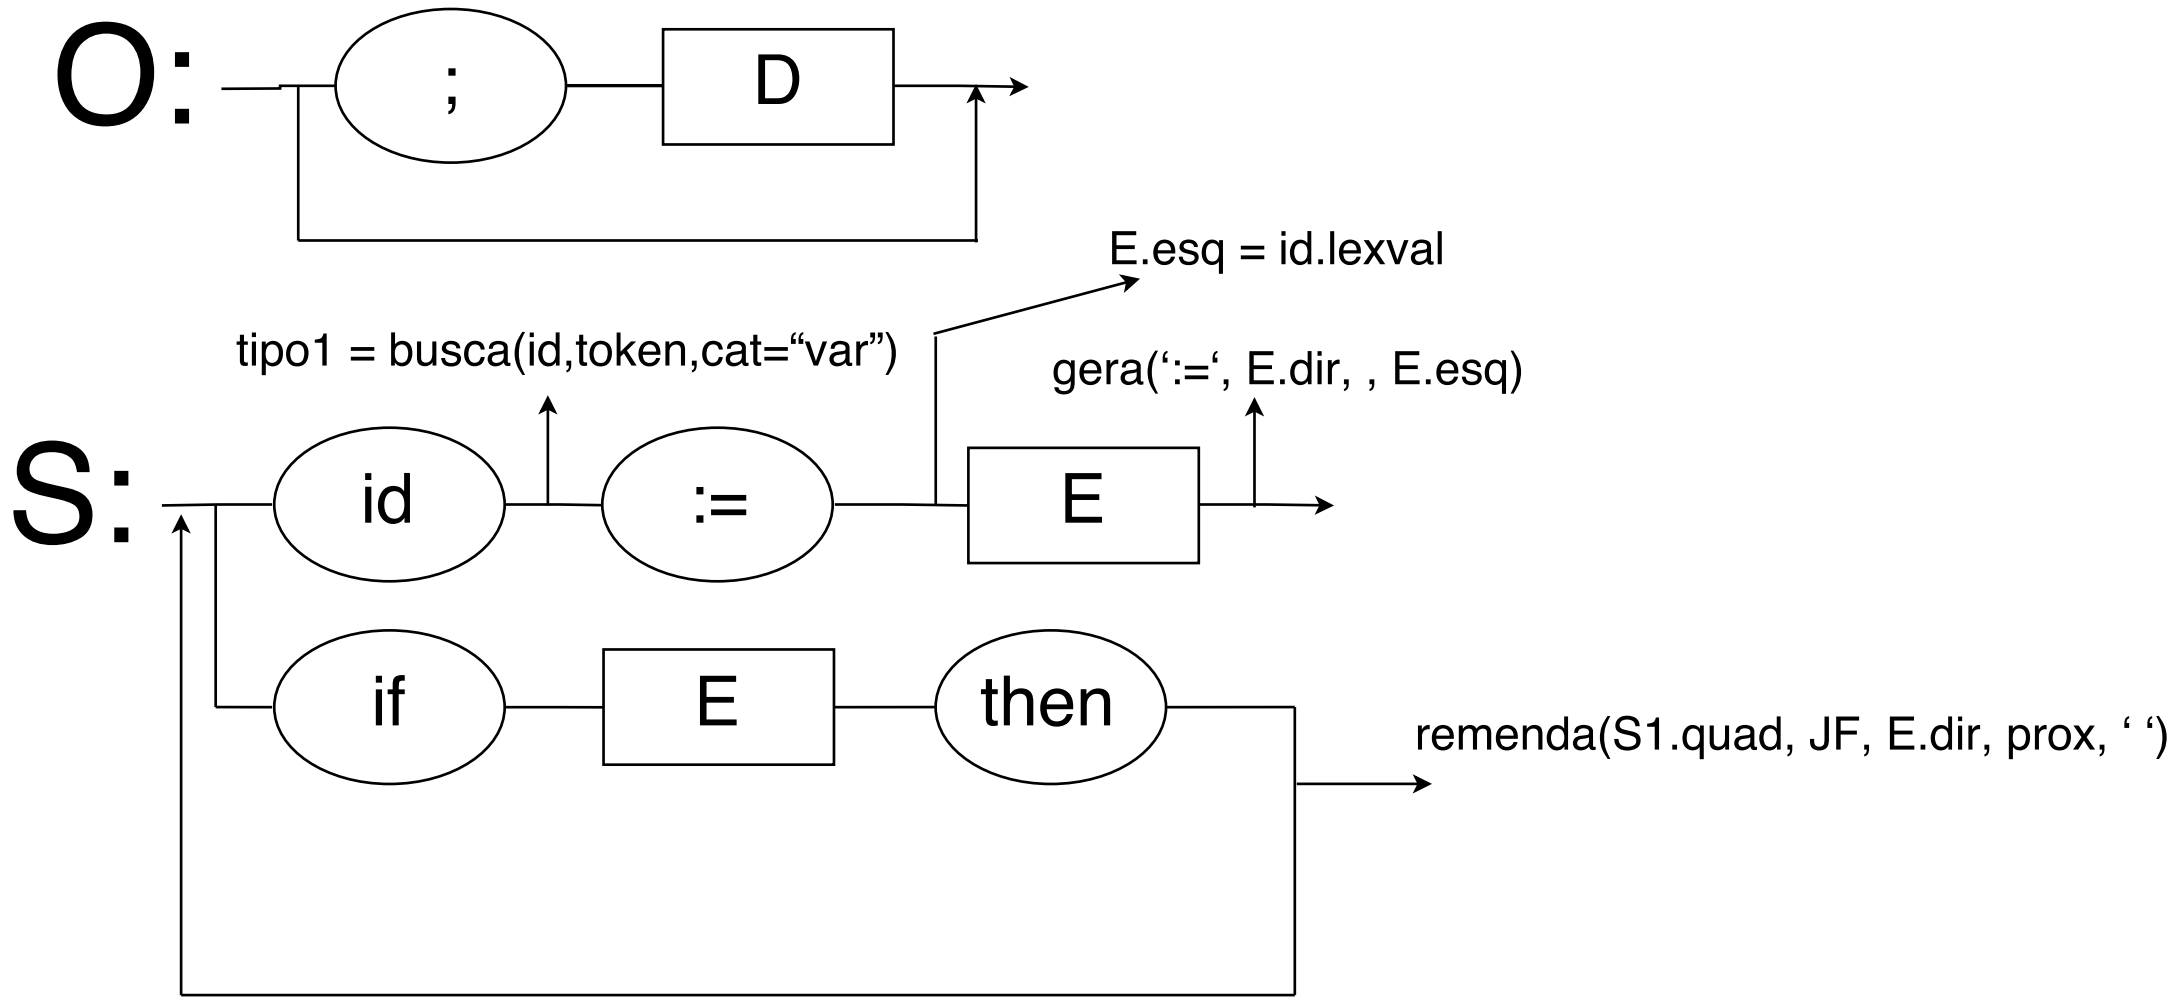 O:
;
D
E.esq = id.lexval
tipo1 = busca(id,token,cat=“var”)
gera(‘:=‘, E.dir, , E.esq)
S:
id
:=
E
if
E
then
remenda(S1.quad, JF, E.dir, prox, ‘ ‘)